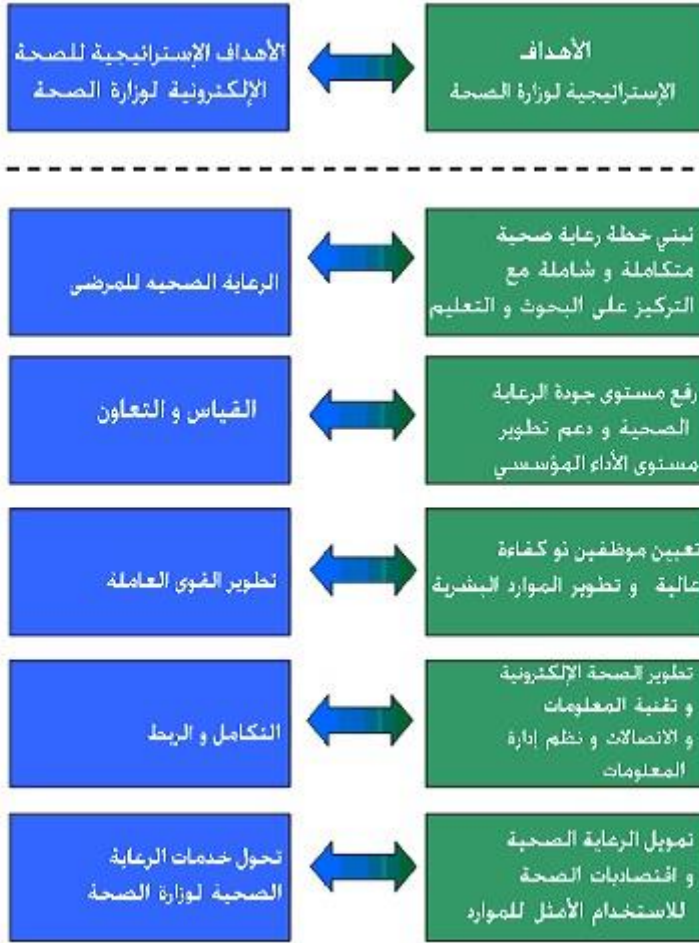 الأهداف
الإستراتيجية لوزارة الصحة
الأهداف الإستراتيجية للصحة
الإلكترونية لوزارة الصحة
تبني خطة رعاية صحية
متكاملة و شاملة مع
التركيز على البحوث و التعليم
الرعاية الصحيه للمرضى
رفع مستوى جودة الرعاية
الصحية و دعم تطوير
مستوى الأداء المؤسسي
القياس و التعاون
تعيين موظفين ذو كفاءة
عالية و تطوير الموارد البشرية
تطوير القوى العاملة
تطوير الصحة الإلكترونية
و تقنية المعلومات
و الاتصالات و نظم إدارة
المعلومات
التكامل و الربط
تمويل الرعاية الصحية
و اقتصاديات الصحة
للاستخدام الأمثل للموارد
تحول خدمات الرعاية
الصحية لوزارة الصحة